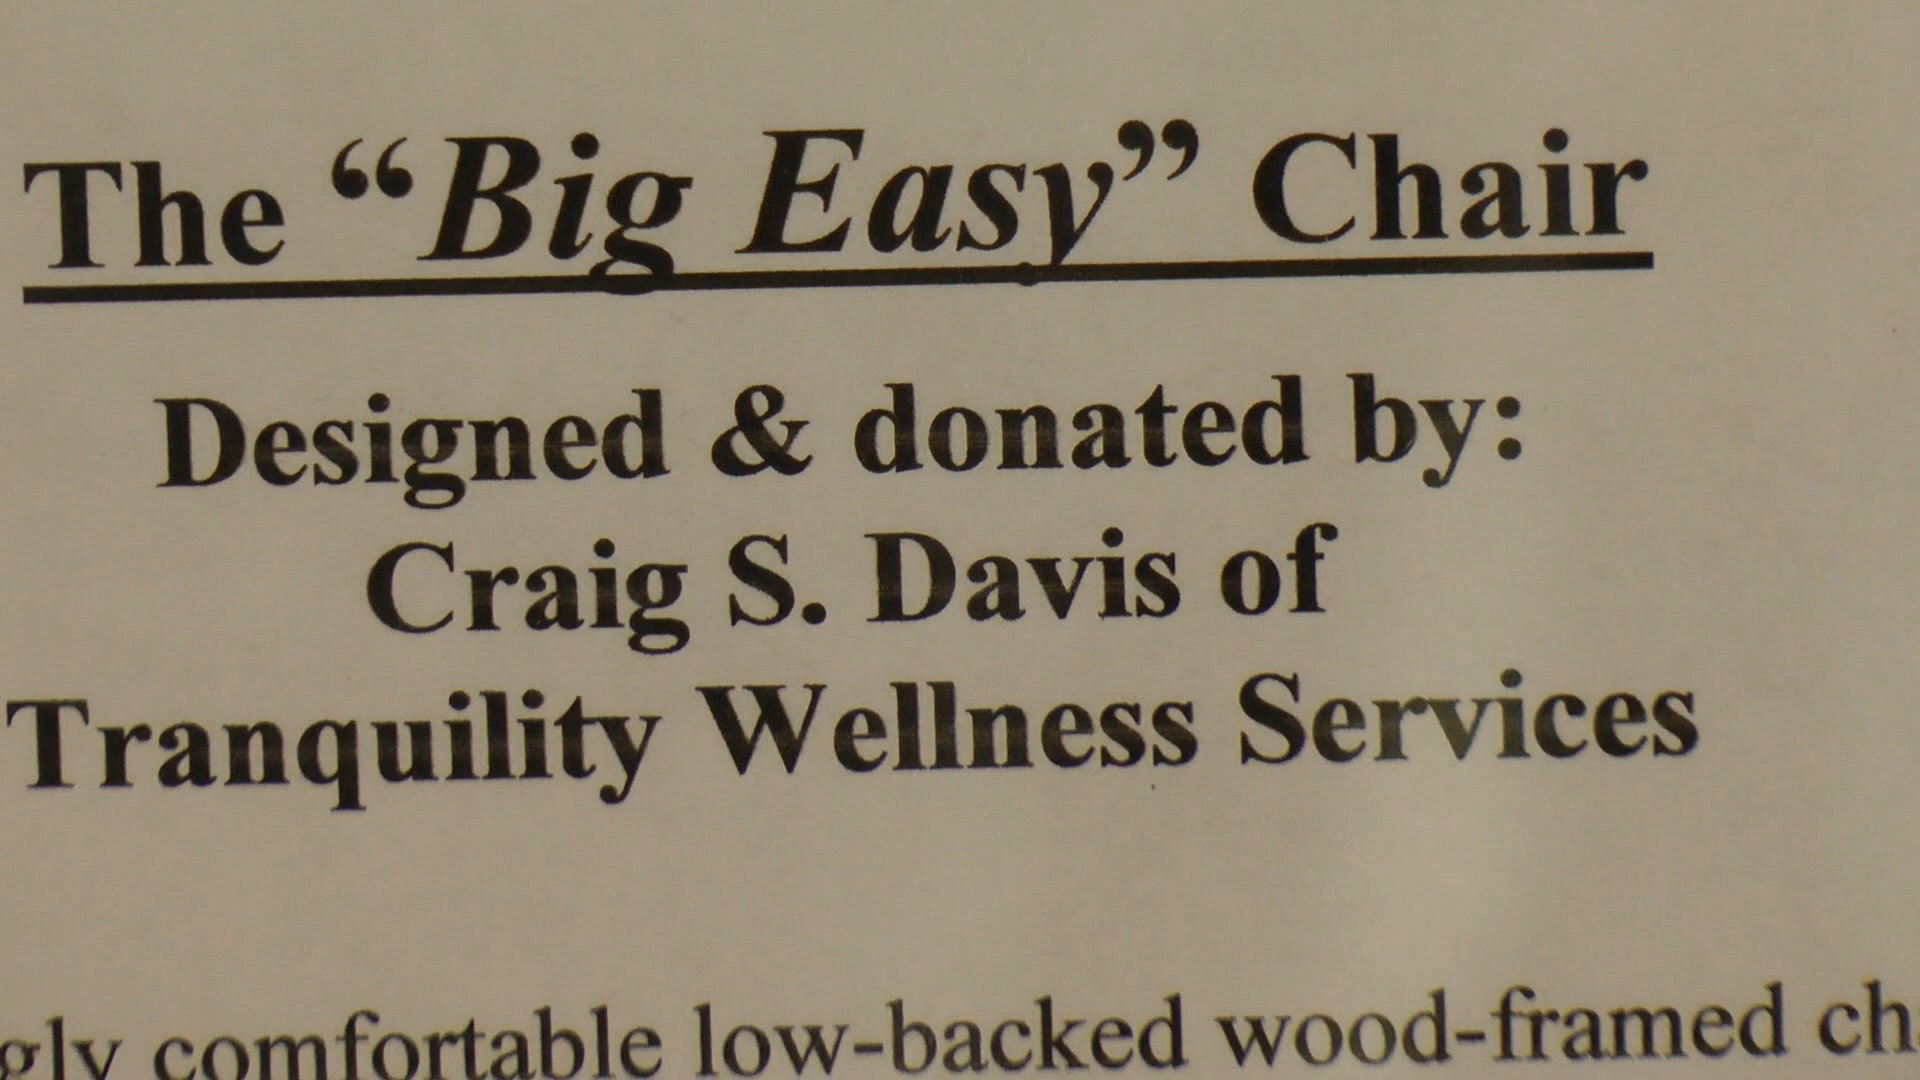 The “Big Easy” Chair
Designed & donated by:
Craig S. Davis of
Tranquility Wellness Services
comfortable low-backed wood-framed